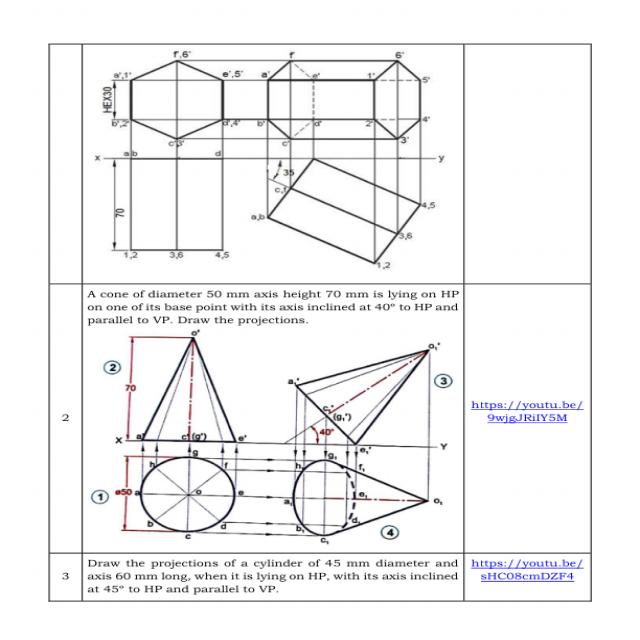 f',6'
f'
6'
a',1'
e',5'
a'
e'
1'
5'
HEX30
b',2'
d',4'
b'
d'
2'
4'
c',3'
c'
3'
x
a,b
d
y
35
c,f
70
a,b
4,5
3,6
1,2
3,6
4,5
1,2
A cone of diameter 50 mm axis height 70 mm is lying on HP
on one of its base point with its axis inclined at 40° to HP and
parallel to VP. Draw the projections.
o'
o₁'
2
3
a₁'
70
2
https://youtu.be/
9wjgJRiIY5M
c₁'
(g₁')
40°
X
a'
c'(g')
e'
e₁'
Y
g
g₁
h
f
h₁
f₁
1
ø50
a
o
e
a₁
e₁
o₁
b
d
b₁
d₁
c
c₁
4
3
Draw the projections of a cylinder of 45 mm diameter and
axis 60 mm long, when it is lying on HP, with its axis inclined
at 45° to HP and parallel to VP.
https://youtu.be/
sHC08cmDZF4